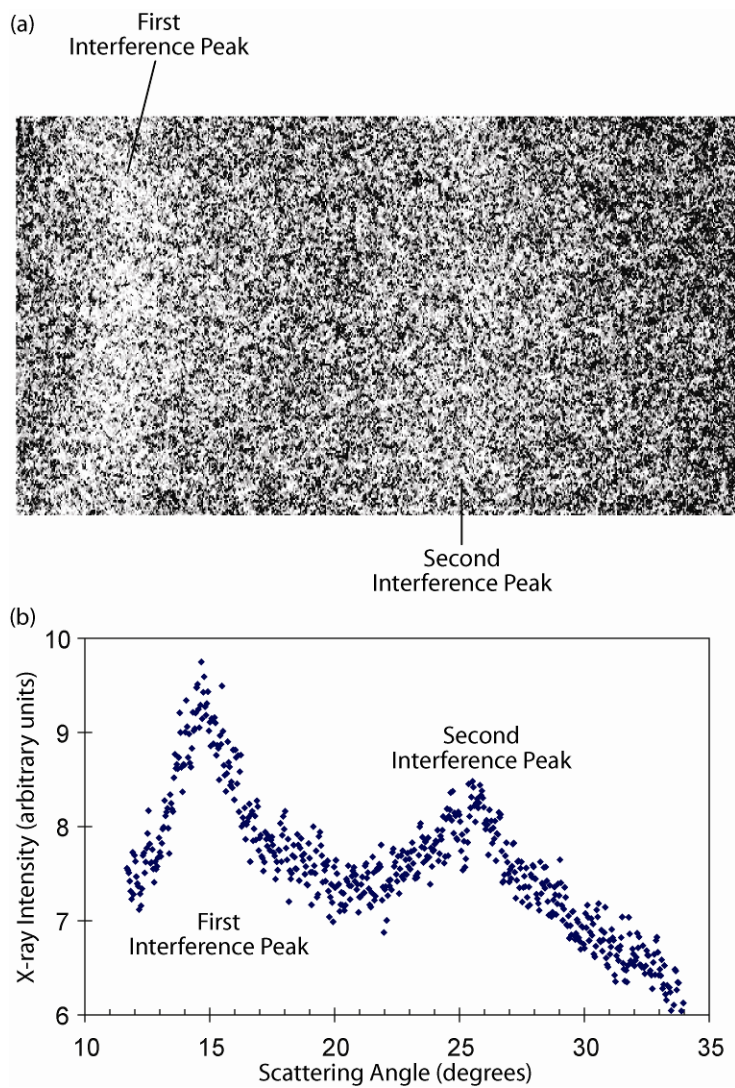 (a)
First
Interference Peak
Second
Interference Peak
(b)
10
9
8
7
6
X-ray Intensity (arbitrary units)
Second
Interference Peak
First
Interference Peak
10 15 20 25 30 35
Scattering Angle (degrees)